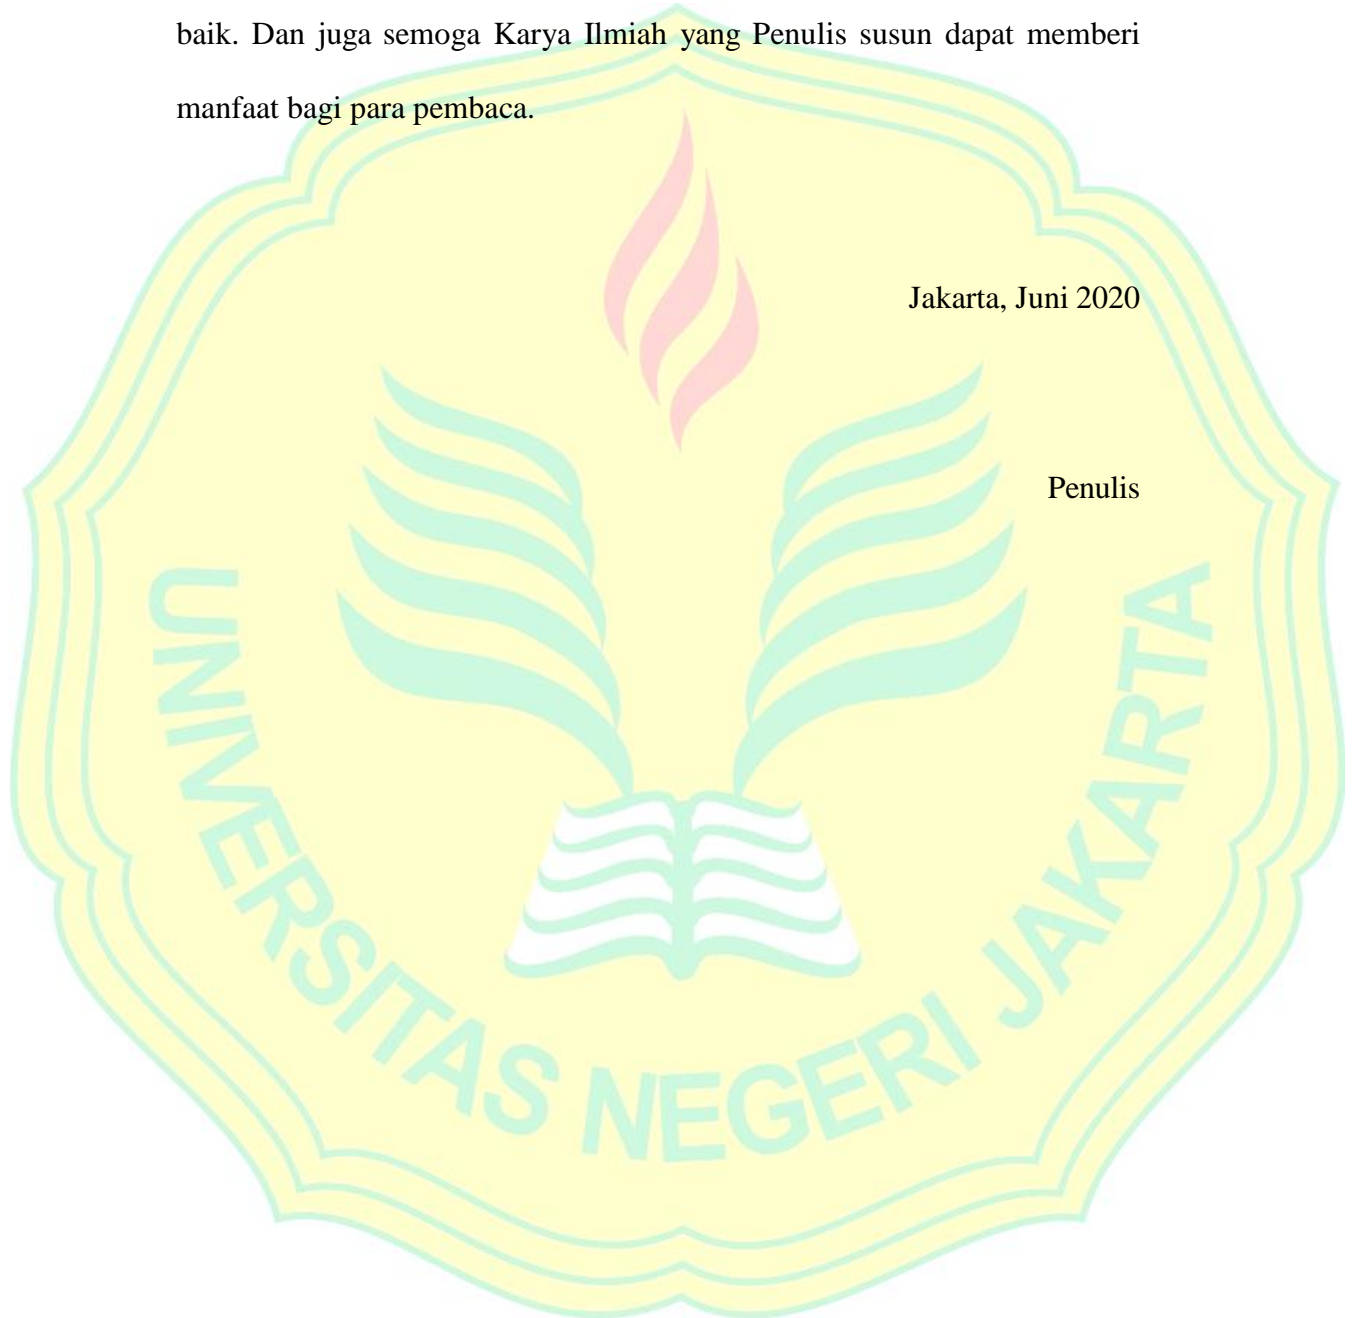 baik. Dan juga semoga Karya Ilmiah yang Penulis susun dapat memberi
manfaat bagi para pembaca.
Jakarta, Juni 2020
Penulis
UNIVERSITAS NEGERI JAKARTA